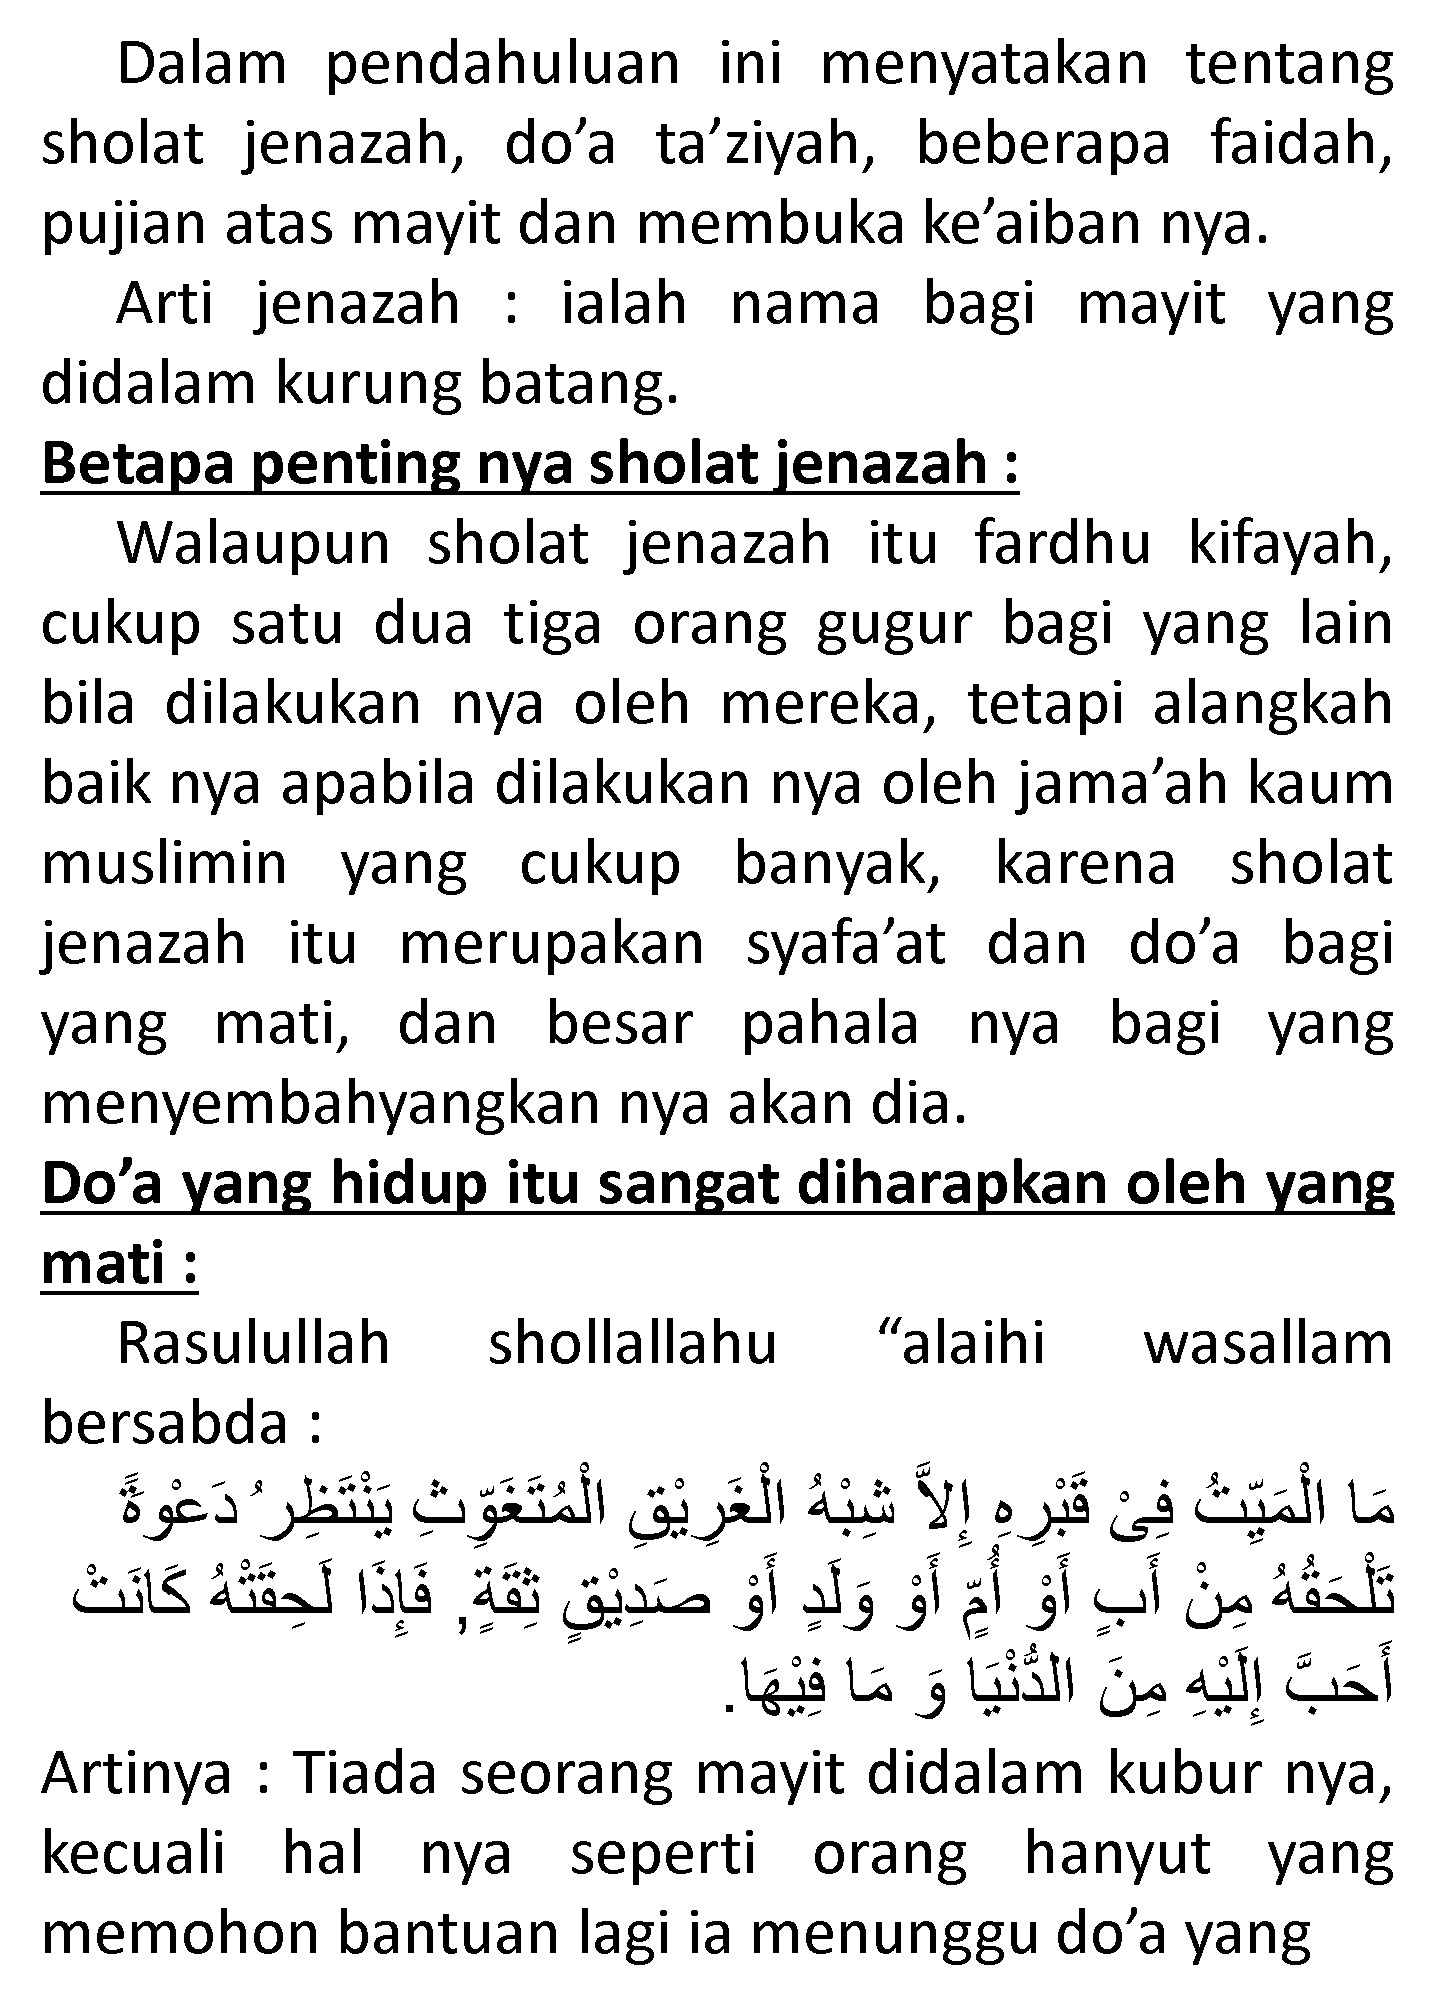 Dalam pendahuluan ini menyatakan tentang
sholat jenazah, do’a ta’ziyah, beberapa faidah,
pujian atas mayit dan membuka ke’aiban nya.
Arti jenazah : ialah nama bagi mayit yang
didalam kurung batang.
Betapa penting nya sholat jenazah :
Walaupun sholat jenazah itu fardhu kifayah,
cukup satu dua tiga orang gugur bagi yang lain
bila dilakukan nya oleh mereka, tetapi alangkah
baik nya apabila dilakukan nya oleh jama’ah kaum
muslimin yang cukup banyak, karena sholat
jenazah itu merupakan syafa’at dan do’a bagi
yang mati, dan besar pahala nya bagi yang
menyembahyangkan nya akan dia.
Do’a yang hidup itu sangat diharapkan oleh yang
mati :
Rasulullah shollallahu “alaihi wasallam
bersabda :
مَا الْمَيِّتُ فِىْ قَبْرِهِ إِلاَّ شِبْهُ الْغَرِيْقِ الْمُتَغَوِّثِ يَنْتَظِرُ دَعْوَةً
تَلْحَقُهُ مِنْ أَبٍ أَوْ أُمٍّ أَوْ وَلَدٍ أَوْ صَدِيْقٍ ثِقَةٍ, فَإِذَا لَحِقَتْهُ كَانَتْ
أَحَبَّ إِلَيْهِ مِنَ الدُّنْيَا وَ مَا فِيْهَا.
Artinya : Tiada seorang mayit didalam kubur nya,
kecuali hal nya seperti orang hanyut yang
memohon bantuan lagi ia menunggu do’a yang